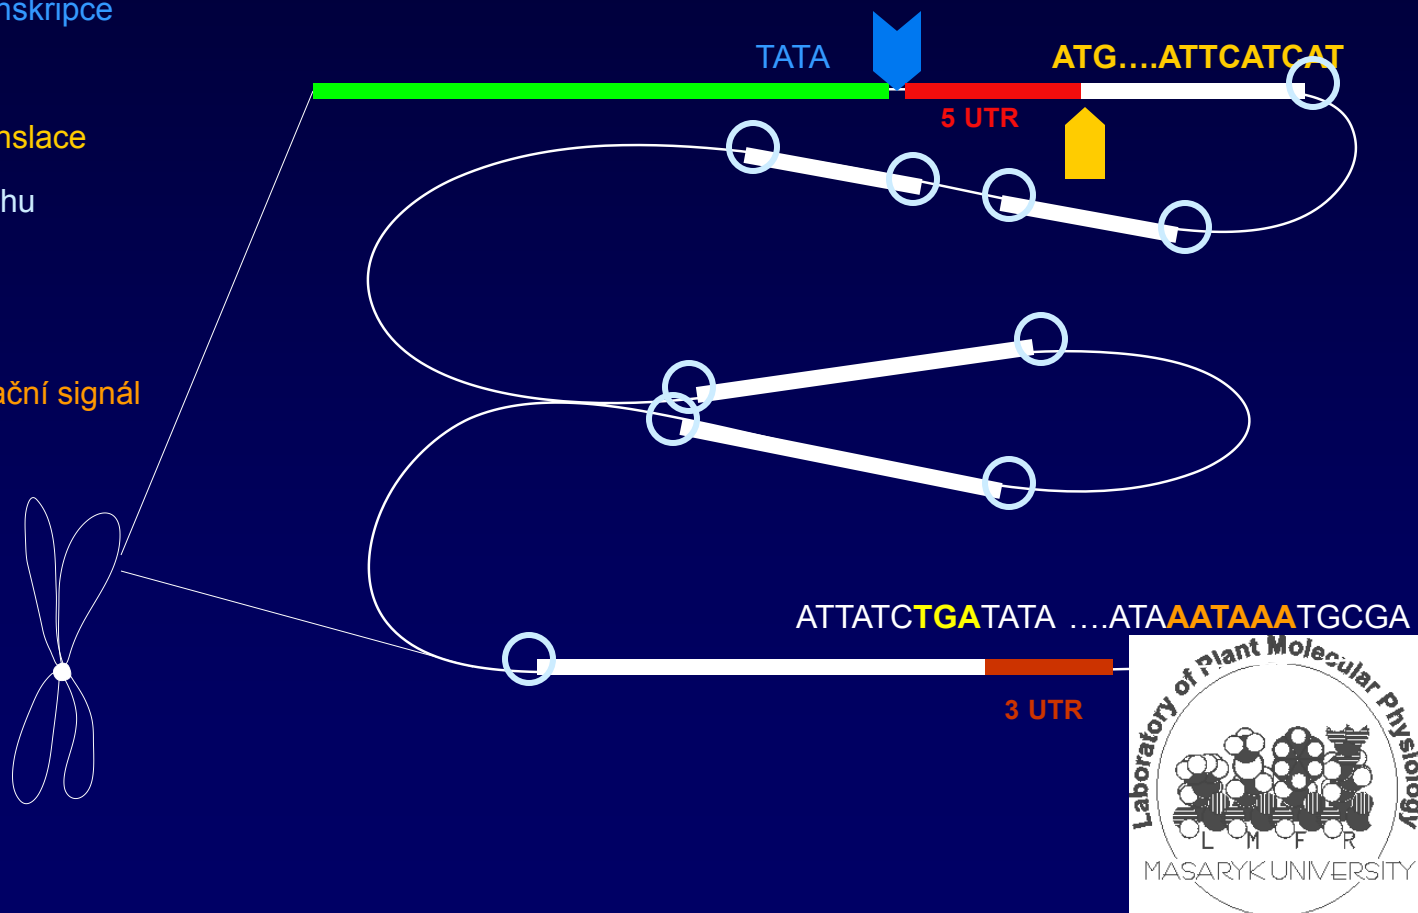 nskripce
TATA
ATG....ATTCATCAT
5 UTR
nslace
hu
ační signál
ATTATCTGATATA ....ATAAATAAATGCGA
3 UTR
Laboratory of Plant Molecular Physiology
L M F R
MASARYK UNIVERSITY